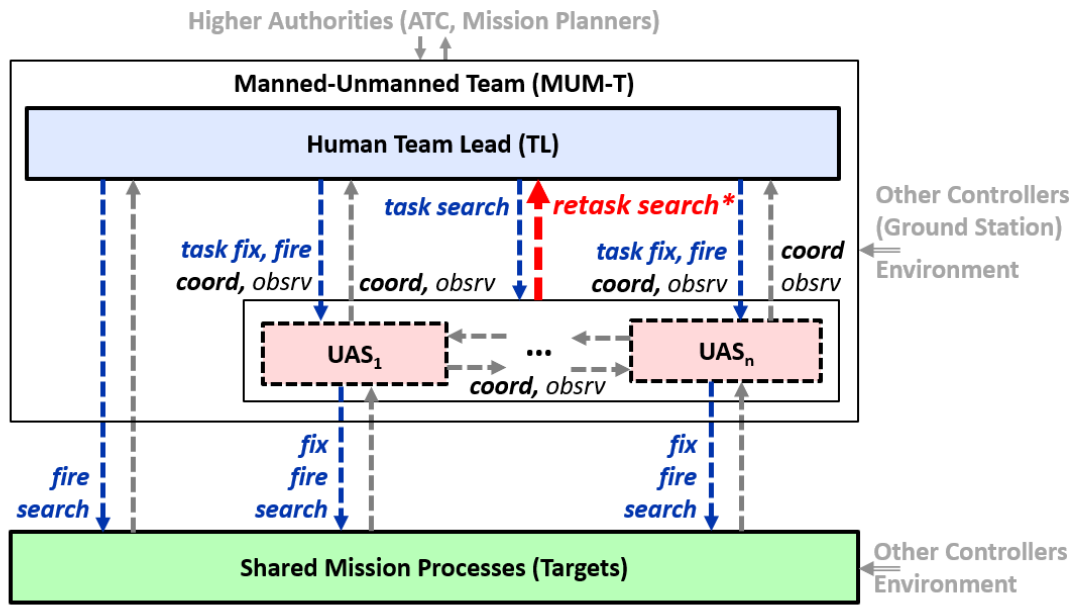 Higher Authorities (ATC, Mission Planners)
Manned-Unmanned Team (MUM-T)
Human Team Lead (TL)
task search
retask search*
task fix, fire
coord, obsrv
coord, obsrv
task fix, fire
coord, obsrv
coord
obsrv
Other Controllers
(Ground Station)
Environment
UAS1
...
UASn
coord, obsrv
fire
search
fix
fire
search
fix
fire
search
Shared Mission Processes (Targets)
Other Controllers
Environment